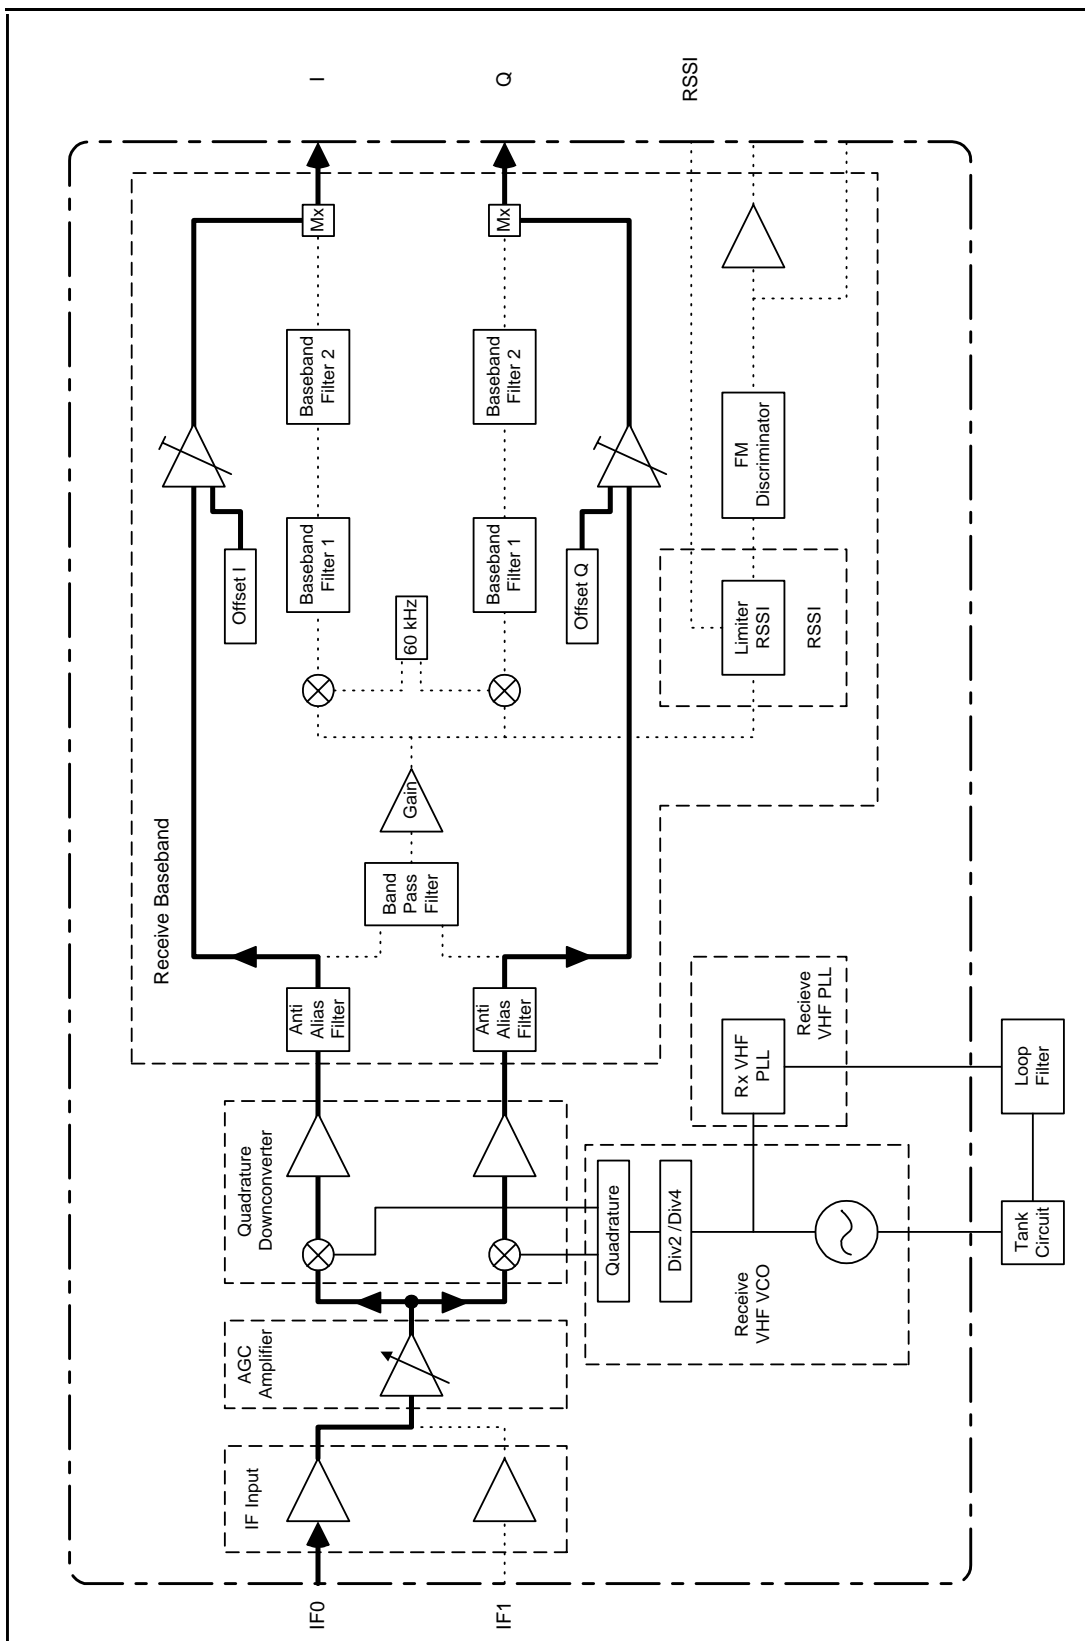 IF0
IF1
IF Input
AGC
Amplifier
Quadrature
Downconverter
Receive Baseband
Anti
Alias
Filter
Anti
Alias
Filter
Band
Pass
Filter
Gain
60 kHz
Offset I
Baseband
Filter 1
Baseband
Filter 2
Mx
I
Baseband
Filter 1
Baseband
Filter 2
Mx
Q
Offset Q
Limiter
RSSI
RSSI
FM
Discriminator
RSSI
Quadrature
Div2 /Div4
Receive
VHF VCO
Rx VHF
PLL
Recieve
VHF PLL
Tank
Circuit
Loop
Filter